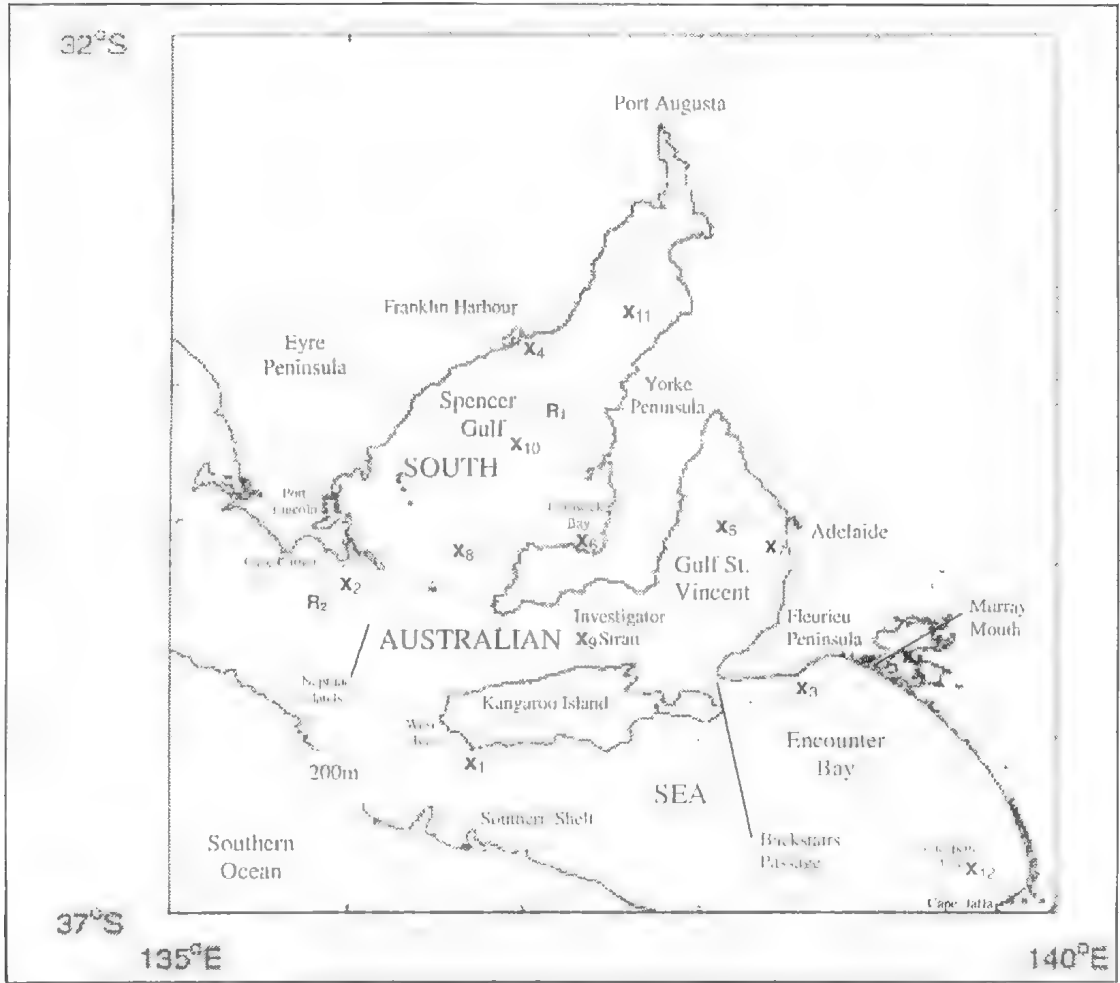 32°S
Port Augusta
Franklin Harbour
X11
Eyre
Peninsula
X4
Spencer
Gulf
R1
Yorke
Peninsula
X10
SOUTH
Port
Lincoln
Bay
X6
X5
Adelaide
X8
Gulf St.
Vincent
X2
R2
AUSTRALIAN
Investigator
X9 Strait
Fleurieu
Peninsula
Murray
Mouth
Kangaroo Island
X3
X1
Encounter
Bay
200m
SEA
Southern Shelf
Southern
Ocean
Backstairs
Passage
X12
Cape Jaffa
37°S
135°E
140°E